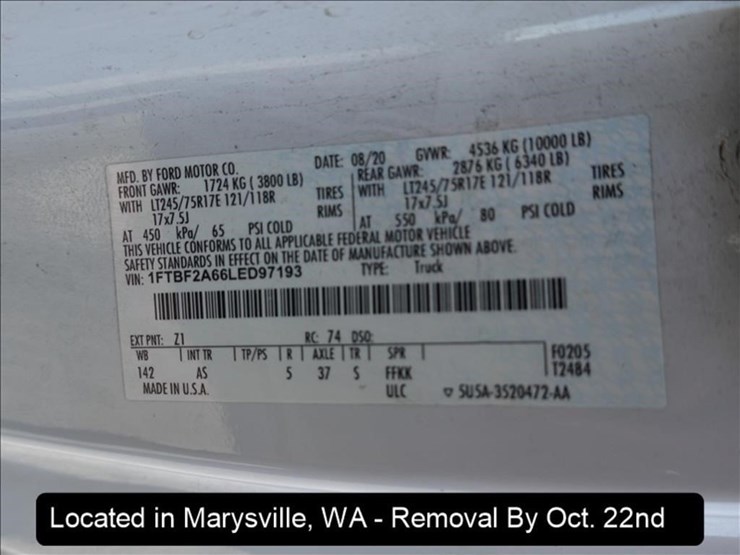 MFD. BY FORD MOTOR CO. DATE: 08/20 GVWR: 4536 KG (10000 LB)
FRONT GAWR: 1724 KG ( 3800 LB) REAR GAWR: 2876 KG ( 6340 LB)
WITH LT245/75R17E 121/118R TIRES WITH LT245/75R17E 121/118R TIRES
17x7.5J RIMS 17x7.5J RIMS
AT 450 kPa/ 65 PSI COLD AT 550 kPa/ 80 PSI COLD
THIS VEHICLE CONFORMS TO ALL APPLICABLE FEDERAL MOTOR VEHICLE
SAFETY STANDARDS IN EFFECT ON THE DATE OF MANUFACTURE SHOWN ABOVE.
VIN: 1FTBF2A66LED97193 TYPE: Truck
EXT PNT: Z1 RC: 74 DSO:
WB INT TR TP/PS R AXLE TR SPR F0205
142 AS 5 37 S FFKK T2484
MADE IN U.S.A. ULC ▽ 5U5A-3520472-AA
Located in Marysville, WA - Removal By Oct. 22nd